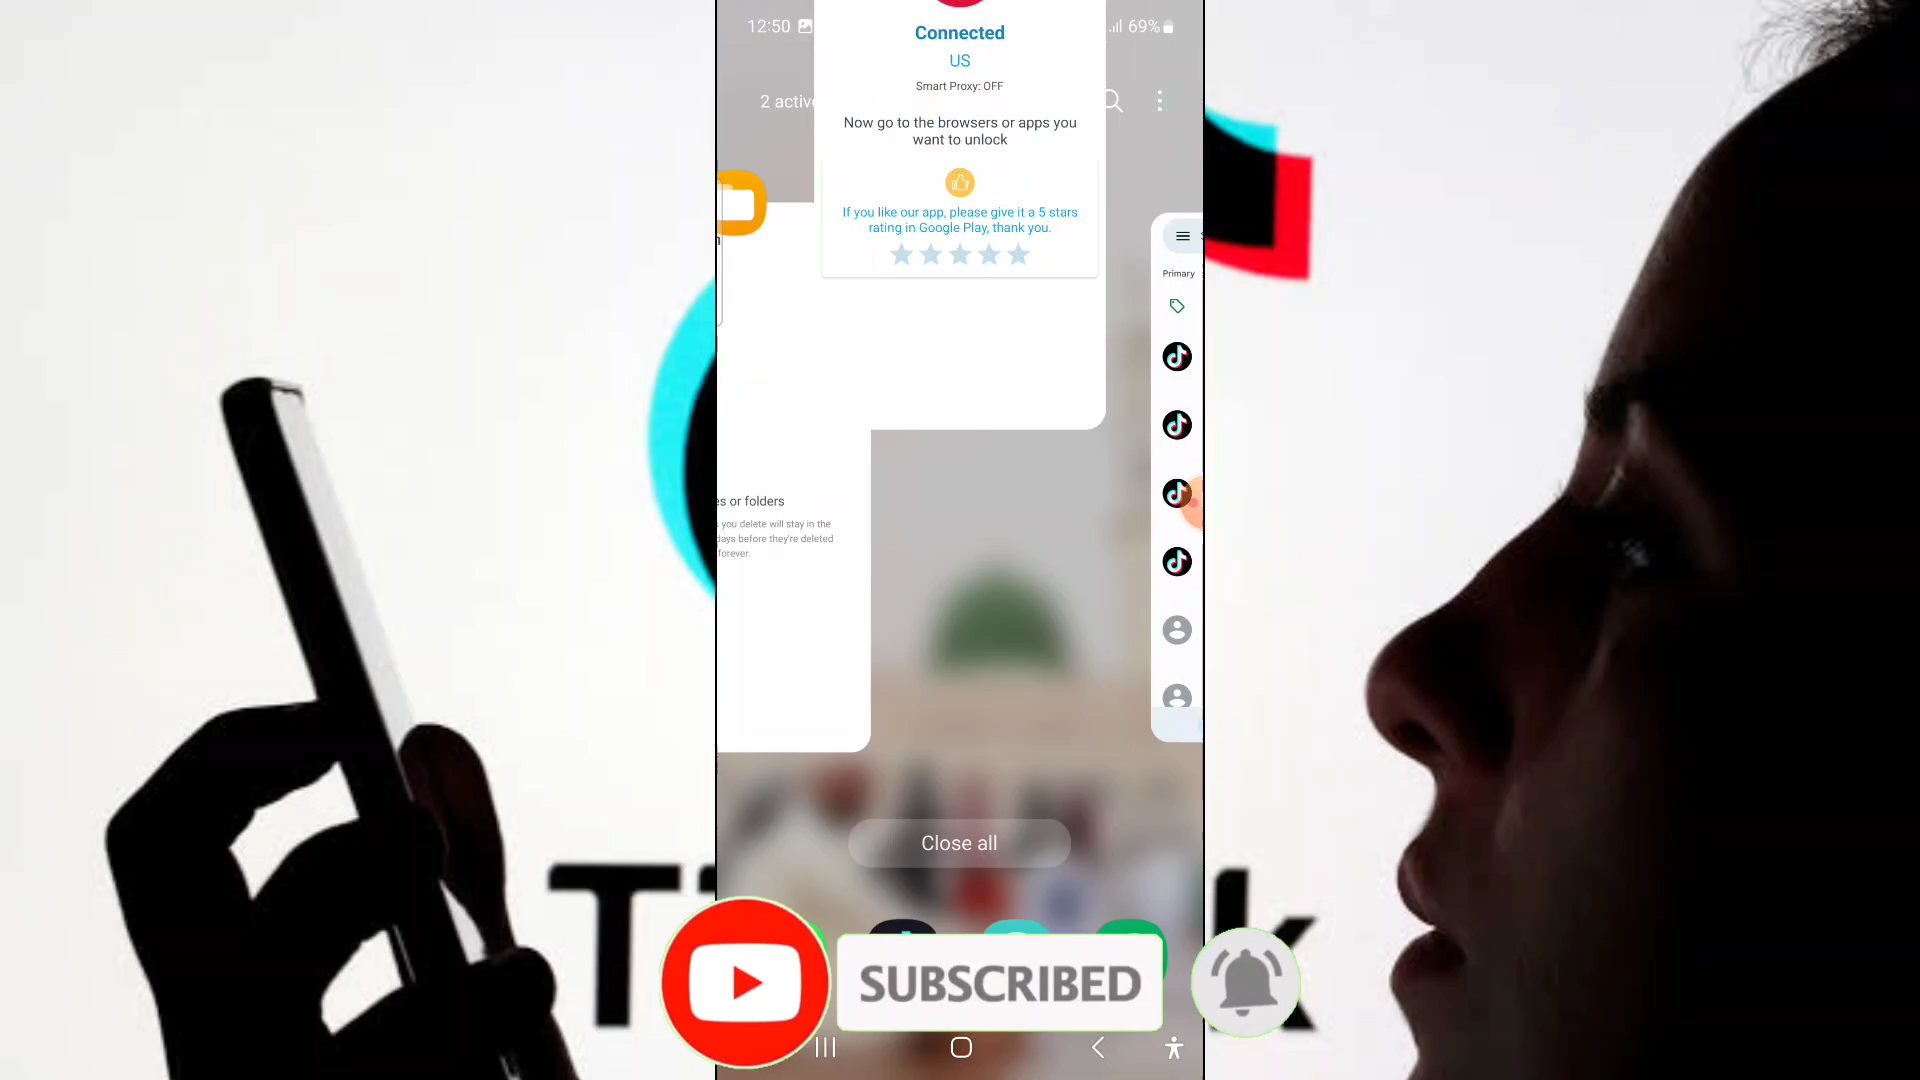 12:50
69%
Connected
US
Smart Proxy: OFF
2 active
Now go to the browsers or apps you
want to unlock
If you like our app, please give it a 5 stars
rating in Google Play, thank you.
Primary
es or folders
you delete will stay in the
days before they're deleted
forever.
Close all
SUBSCRIBED